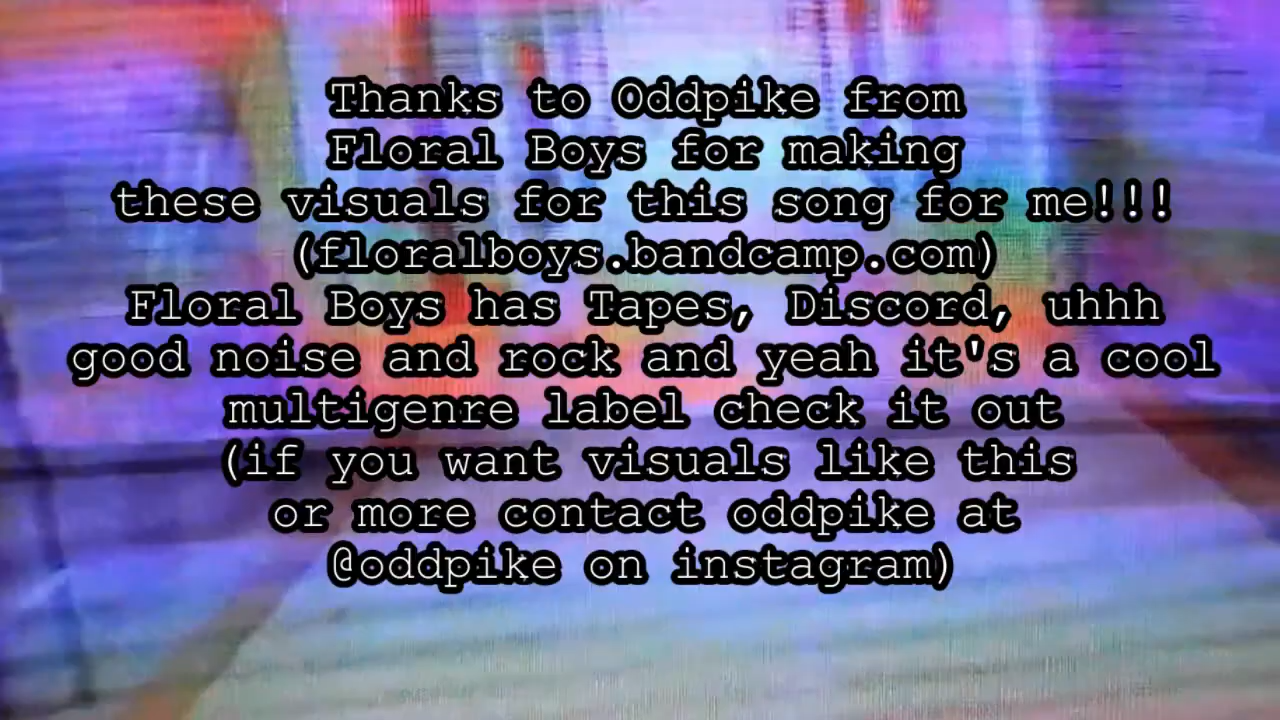 Thanks to Oddpike from
Floral Boys for making
these visuals for this song for me!!!
(floralboys.bandcamp.com)
Floral Boys has Tapes, Discord, uhhh
good noise and rock and yeah it's a cool
multigenre label check it out
(if you want visuals like this
or more contact oddpike at
@oddpike on instagram)